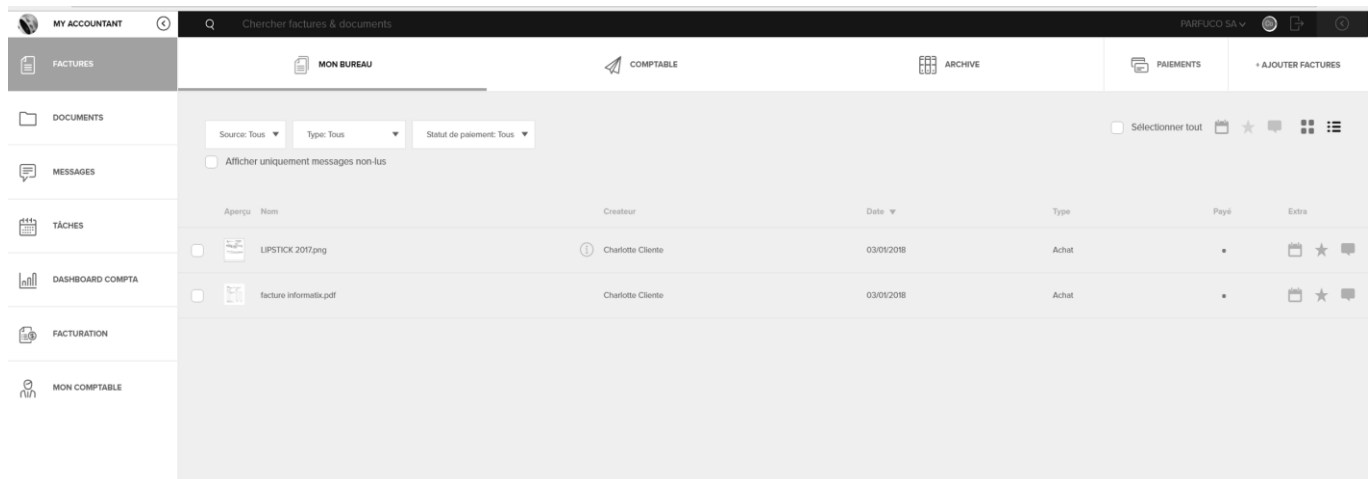 MY ACCOUNTANT
Chercher factures & documents
PARFUCO SA
FACTURES
MON BUREAU
COMPTABLE
ARCHIVE
PAIEMENTS
+ AJOUTER FACTURES
DOCUMENTS
MESSAGES
TÂCHES
DASHBOARD COMPTA
FACTURATION
MON COMPTABLE
Source: Tous
Type: Tous
Statut de paiement: Tous
Sélectionner tout
Afficher uniquement messages non-lus
Aperçu Nom Createur Date Type Payé Extra
LIPSTICK 2017.png Charlotte Cliente 03/01/2018 Achat
facture informatix.pdf Charlotte Cliente 03/01/2018 Achat